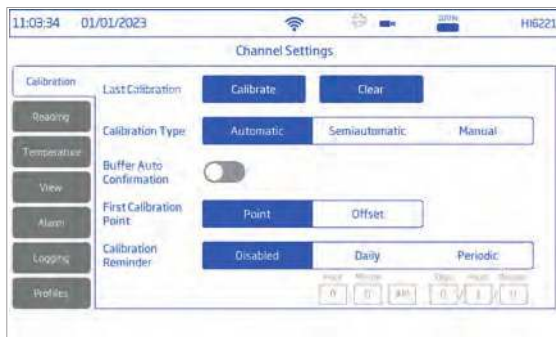 11:03:34 01/01/2023 100% HI6221
Channel Settings
Calibration
Reading
Temperature
View
Alarm
Logging
Profiles
Last Calibration Calibrate Clear
Calibration Type Automatic Semiautomatic Manual
Buffer Auto
Confirmation
First Calibration
Point Point Offset
Calibration
Reminder Disabled Daily Periodic
Hour Minute Days Hour Minute
0 0 AM 0 / 1 / 0